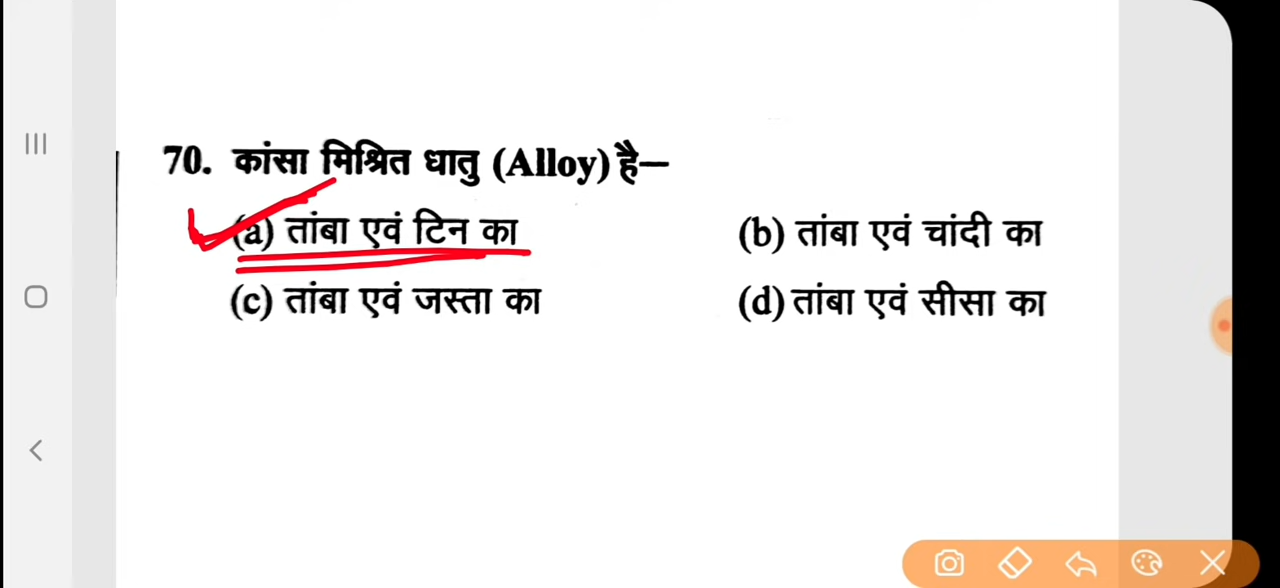 70. कांसा मिश्रित धातु (Alloy) है—
(a) तांबा एवं टिन का (b) तांबा एवं चांदी का
(c) तांबा एवं जस्ता का (d) तांबा एवं सीसा का